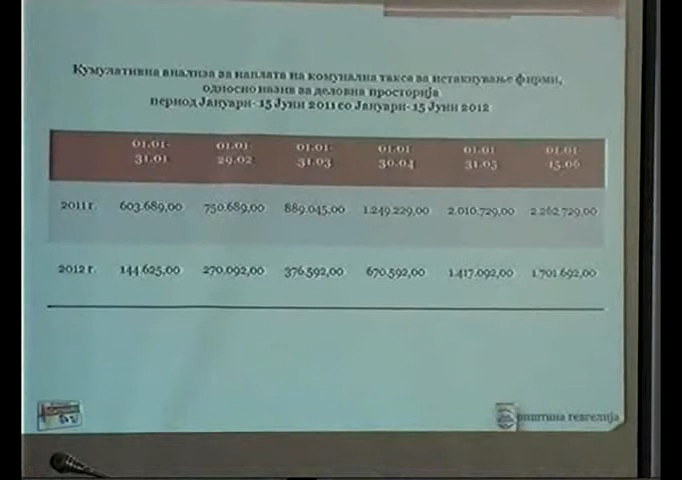 Кумулативна анализа за наплата на комунална такса за истакнување фирми,
односно назив за деловна просторија
период Јануари- 15 Јуни 2011 со Јануари- 15 Јуни 2012
01.01- 01.01- 01.01- 01.01- 01.01- 01.01-
31.01 29.02 31.03 30.04 31.05 15.06
2011 г. 603.689,00 750.689,00 889.045,00 1.249.229,00 2.010.729,00 2.262.729,00
2012 г. 144.625,00 270.092,00 376.592,00 670.592,00 1.417.092,00 1.701.692,00
општина гевгелија